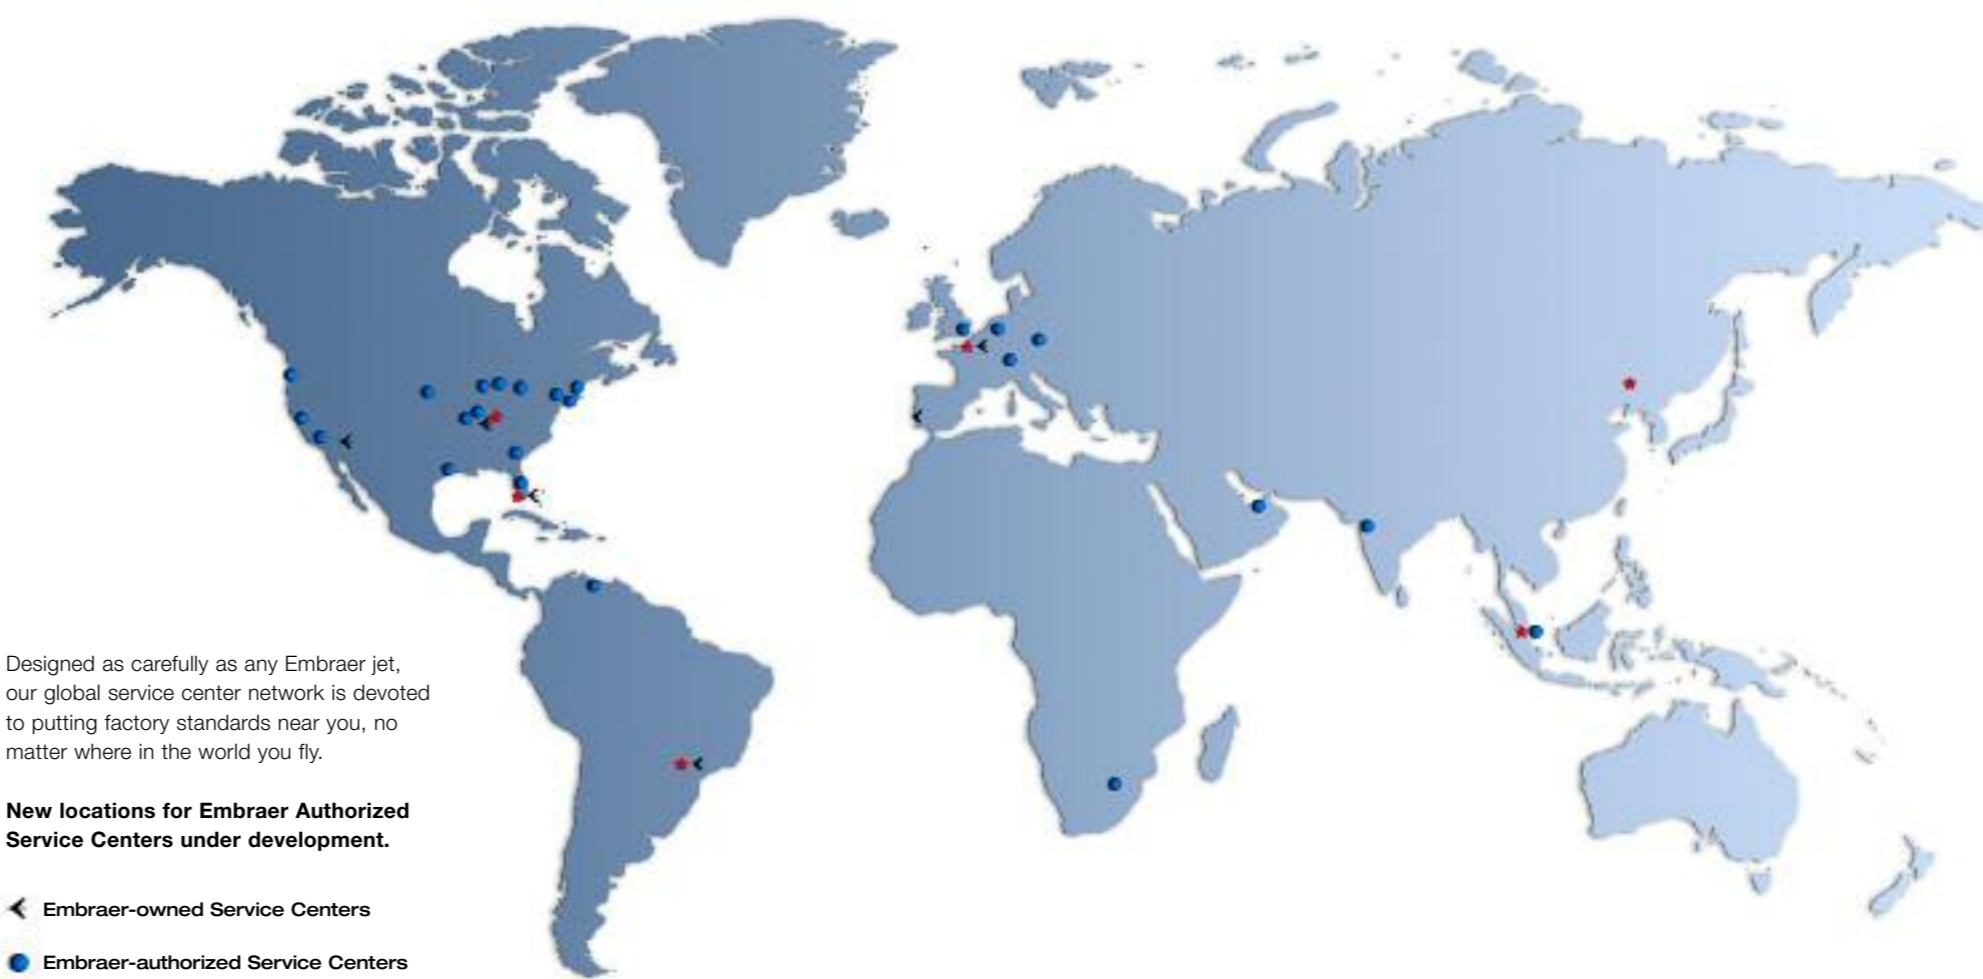 Designed as carefully as any Embraer jet,
our global service center network is devoted
to putting factory standards near you, no
matter where in the world you fly.
New locations for Embraer Authorized
Service Centers under development.
Embraer-owned Service Centers
Embraer-authorized Service Centers